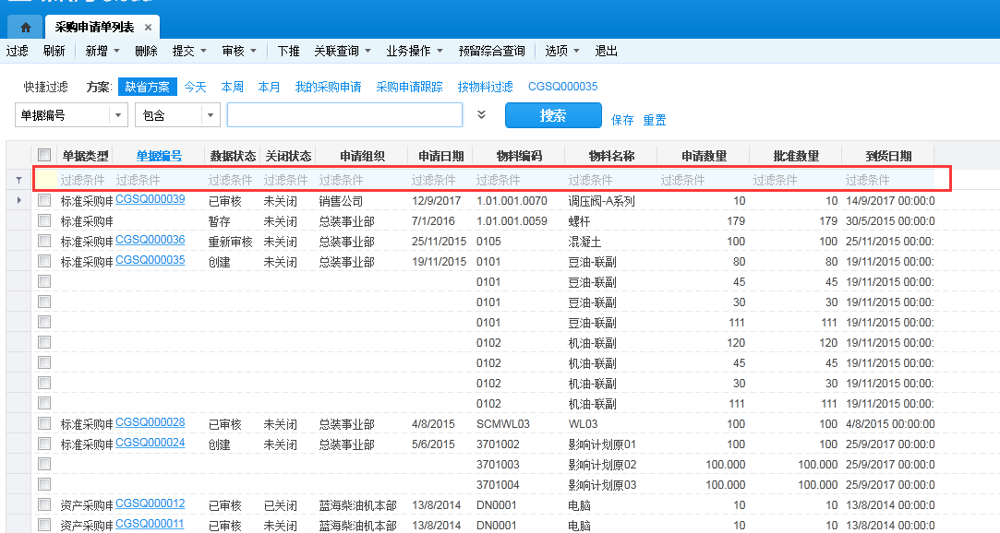 采购申请单列表 ×
过滤 刷新 新增 删除 提交 审核 下推 关联查询 业务操作 预留综合查询 选项 退出
快捷过滤 方案: 缺省方案 今天 本周 本月 我的采购申请 采购申请跟踪 按物料过滤 CGSQ000035
单据编号 包含 搜索 保存 重置
单据类型 单据编号 数据状态 关闭状态 申请组织 申请日期 物料编码 物料名称 申请数量 批准数量 到货日期
过滤条件 过滤条件 过滤条件 过滤条件 过滤条件 过滤条件 过滤条件 过滤条件 过滤条件 过滤条件 过滤条件
标准采购申 CGSQ000039 已审核 未关闭 销售公司 12/9/2017 1.01.001.0070 调压阀-A系列 10 10 14/9/2017 00:00:0
标准采购申 暂存 未关闭 总装事业部 7/1/2016 1.01.001.0059 螺杆 179 179 30/5/2015 00:00:0
标准采购申 CGSQ000036 重新审核 未关闭 总装事业部 25/11/2015 0105 混凝土 100 100 25/11/2015 00:00:
标准采购申 CGSQ000035 创建 未关闭 总装事业部 19/11/2015 0101 豆油-联副 80 80 19/11/2015 00:00:
0101 豆油-联副 45 45 19/11/2015 00:00:
0101 豆油-联副 30 30 19/11/2015 00:00:
0101 豆油-联副 111 111 19/11/2015 00:00:
0102 机油-联副 120 120 19/11/2015 00:00:
0102 机油-联副 45 45 19/11/2015 00:00:
0102 机油-联副 30 30 19/11/2015 00:00:
0102 机油-联副 111 111 19/11/2015 00:00:
标准采购申 CGSQ000028 已审核 未关闭 总装事业部 4/8/2015 SCMWL03 WL03 100 100 4/8/2015 00:00:00
标准采购申 CGSQ000024 创建 未关闭 总装事业部 5/6/2015 3701002 影响计划原01 100 100 25/9/2017 00:00:0
3701003 影响计划原02 100.000 100.000 25/9/2017 00:00:0
3701004 影响计划原03 100.000 100.000 25/9/2017 00:00:0
资产采购申 CGSQ000012 已审核 已关闭 蓝海柴油机本部 13/8/2014 DN0001 电脑 10 10 13/8/2014 00:00:0
资产采购申 CGSQ000011 已审核 未关闭 蓝海柴油机本部 13/8/2014 DN0001 电脑 10 10 13/8/2014 00:00:0